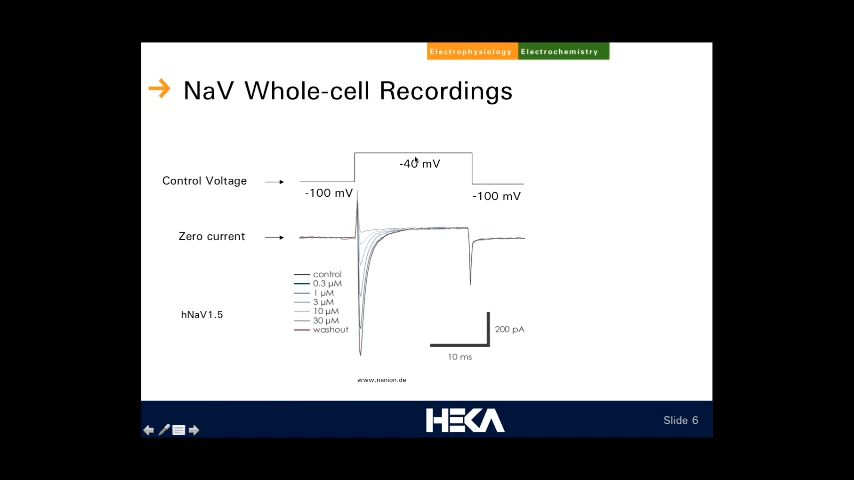 Electrophysiology Electrochemistry
NaV Whole-cell Recordings
-40 mV
Control Voltage
-100 mV
-100 mV
Zero current
control
0.3 µM
1 µM
3 µM
10 µM
30 µM
washout
hNaV1.5
200 pA
10 ms
www.nanion.de
HEKA
Slide 6